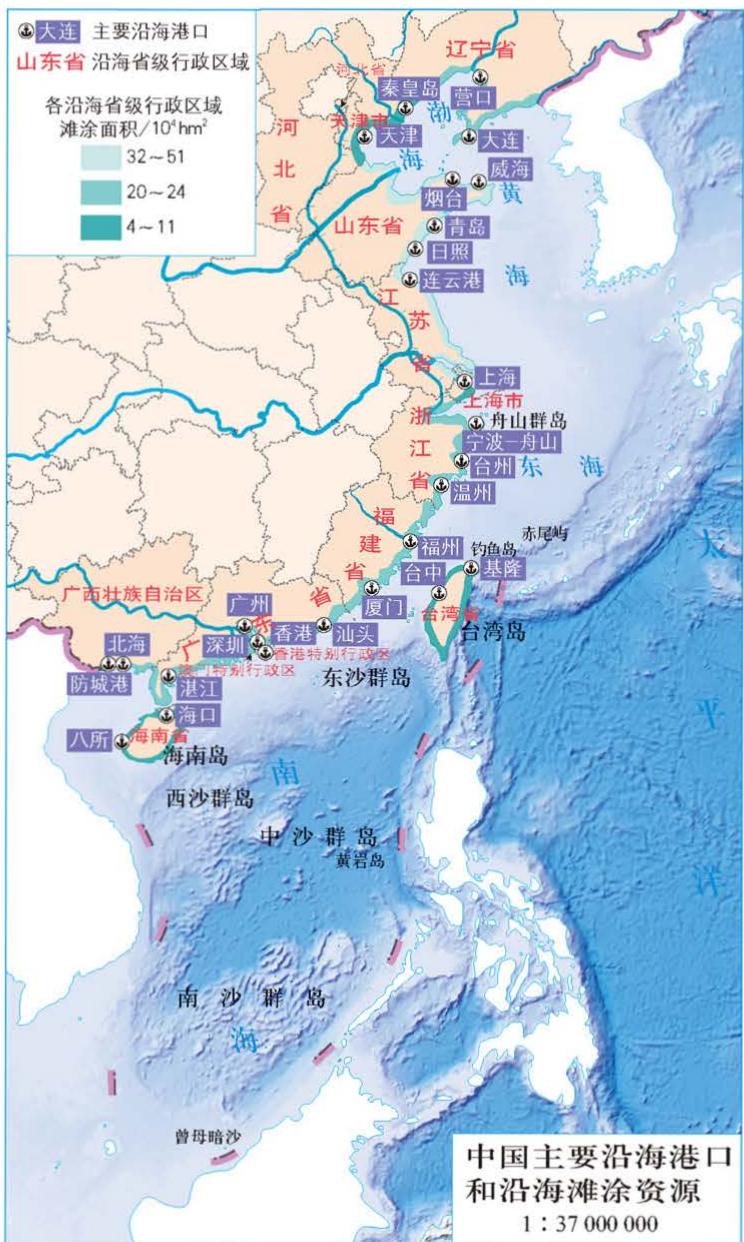 大连 主要沿海港口
山东省 沿海省级行政区域
各沿海省级行政区域
滩涂面积/10⁴hm²
32～51
20～24
4～11
辽宁省
河北省
秦皇岛
渤
营口
天津市
天津
大连
河
北
省
海
威海
烟台
黄
山东省
青岛
日照
海
连云港
江
苏
省
上海
上海市
浙
江
省
舟山群岛
宁波－舟山
台州
东 海
温州
福
建
省
赤尾屿
钓鱼岛
福州
台中
基隆
太
广西壮族自治区
厦门
台湾省
台湾岛
广州
东
省
北海
深圳
香港
汕头
广
香港特别行政区
澳门特别行政区
防城港
湛江
东沙群岛
海口
八所
海南省
海南岛
平
南
西沙群岛
中沙群岛
黄岩岛
洋
南沙群岛
海
曾母暗沙
中国主要沿海港口
和沿海滩涂资源
1：37 000 000